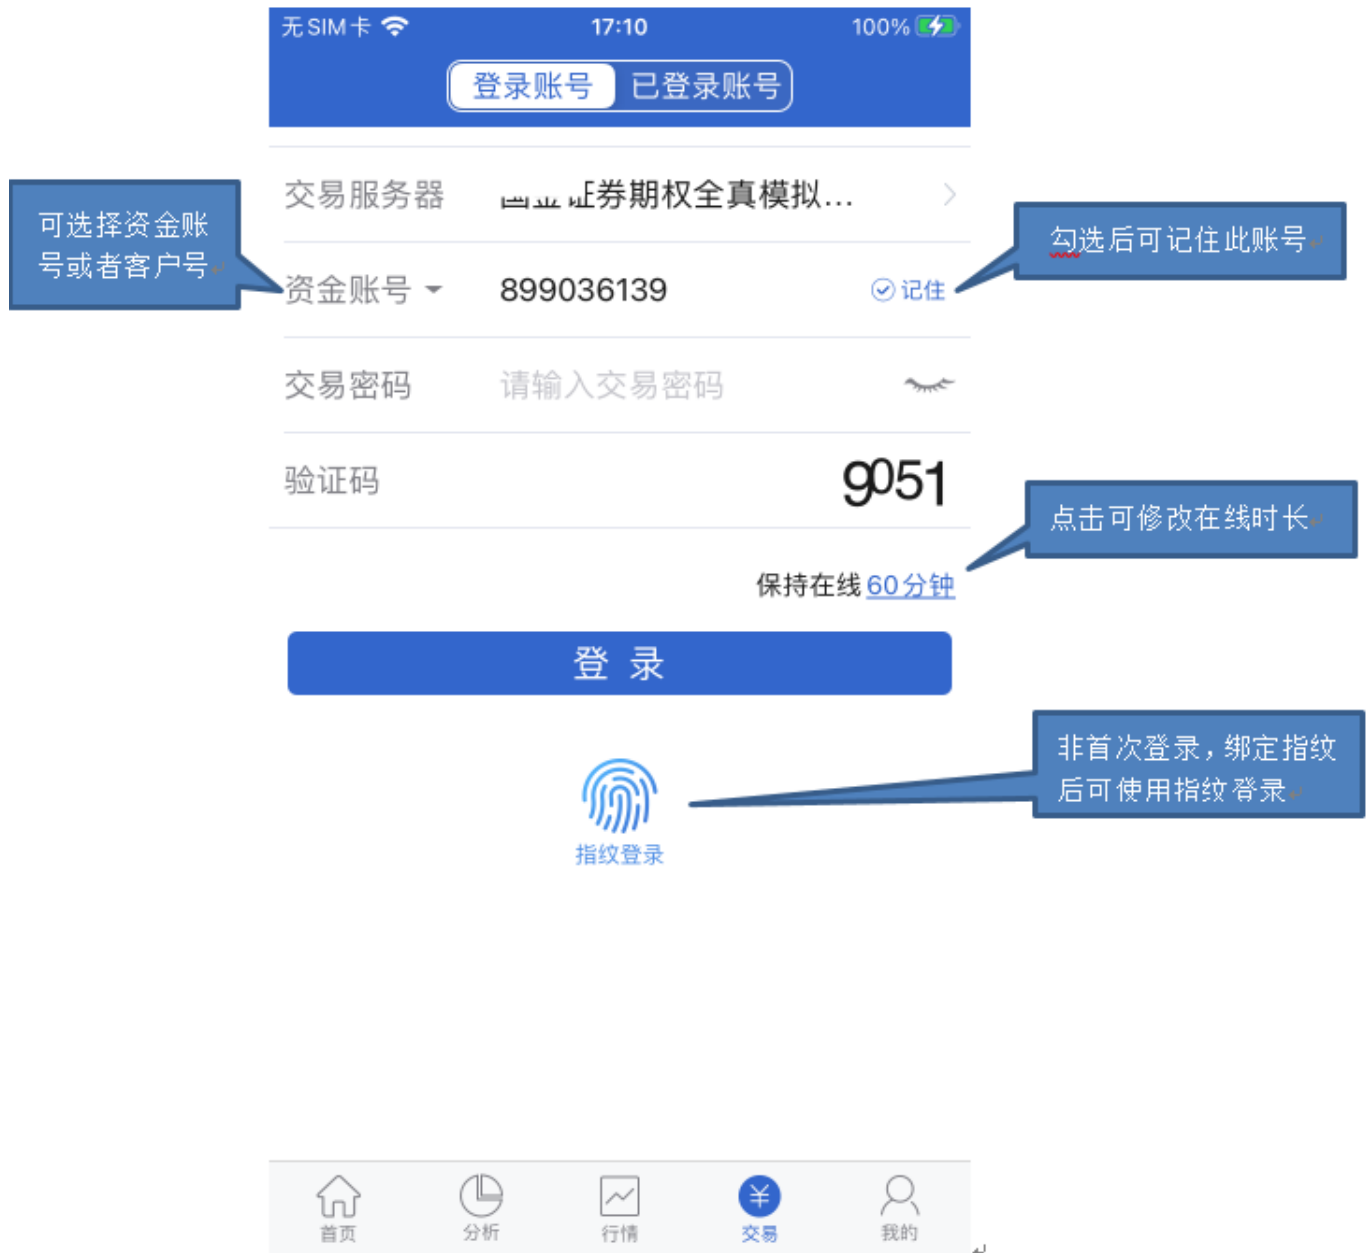 无SIM卡
17:10
100%
登录账号
已登录账号
交易服务器
证券期权全真模拟...
可选择资金账
号或者客户号
勾选后可记住此账号
资金账号
899036139
记住
交易密码
请输入交易密码
验证码
9051
点击可修改在线时长
保持在线 60分钟
登 录
非首次登录，绑定指纹
后可使用指纹登录
指纹登录
首页
分析
行情
¥
交易
我的